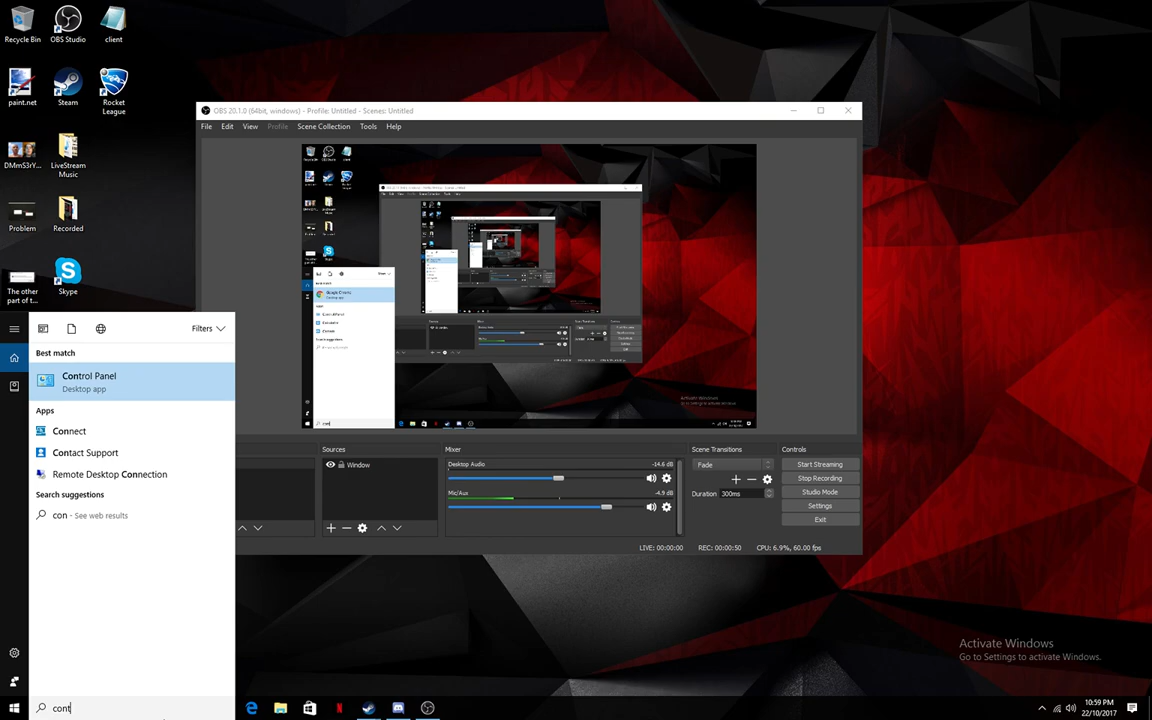 Recycle Bin
OBS Studio
client
paint.net
Steam
Rocket
League
DMmS3rY...
LiveStream
Music
Problem
Recorded
The other
part of t...
Skype
OBS 20.1.0 (64bit, windows) - Profile: Untitled - Scenes: Untitled
File Edit View Profile Scene Collection Tools Help
Filters
Best match
Control Panel
Desktop app
Apps
Connect
Contact Support
Remote Desktop Connection
Search suggestions
con - See web results
cont
Sources
Window
Mixer
Desktop Audio -14.6 dB
Mic/Aux -4.9 dB
Scene Transitions
Fade
Duration 300ms
Controls
Start Streaming
Stop Recording
Studio Mode
Settings
Exit
LIVE: 00:00:00 REC: 00:00:50 CPU: 6.9%, 60.00 fps
Activate Windows
Go to Settings to activate Windows.
10:59 PM
22/10/2017